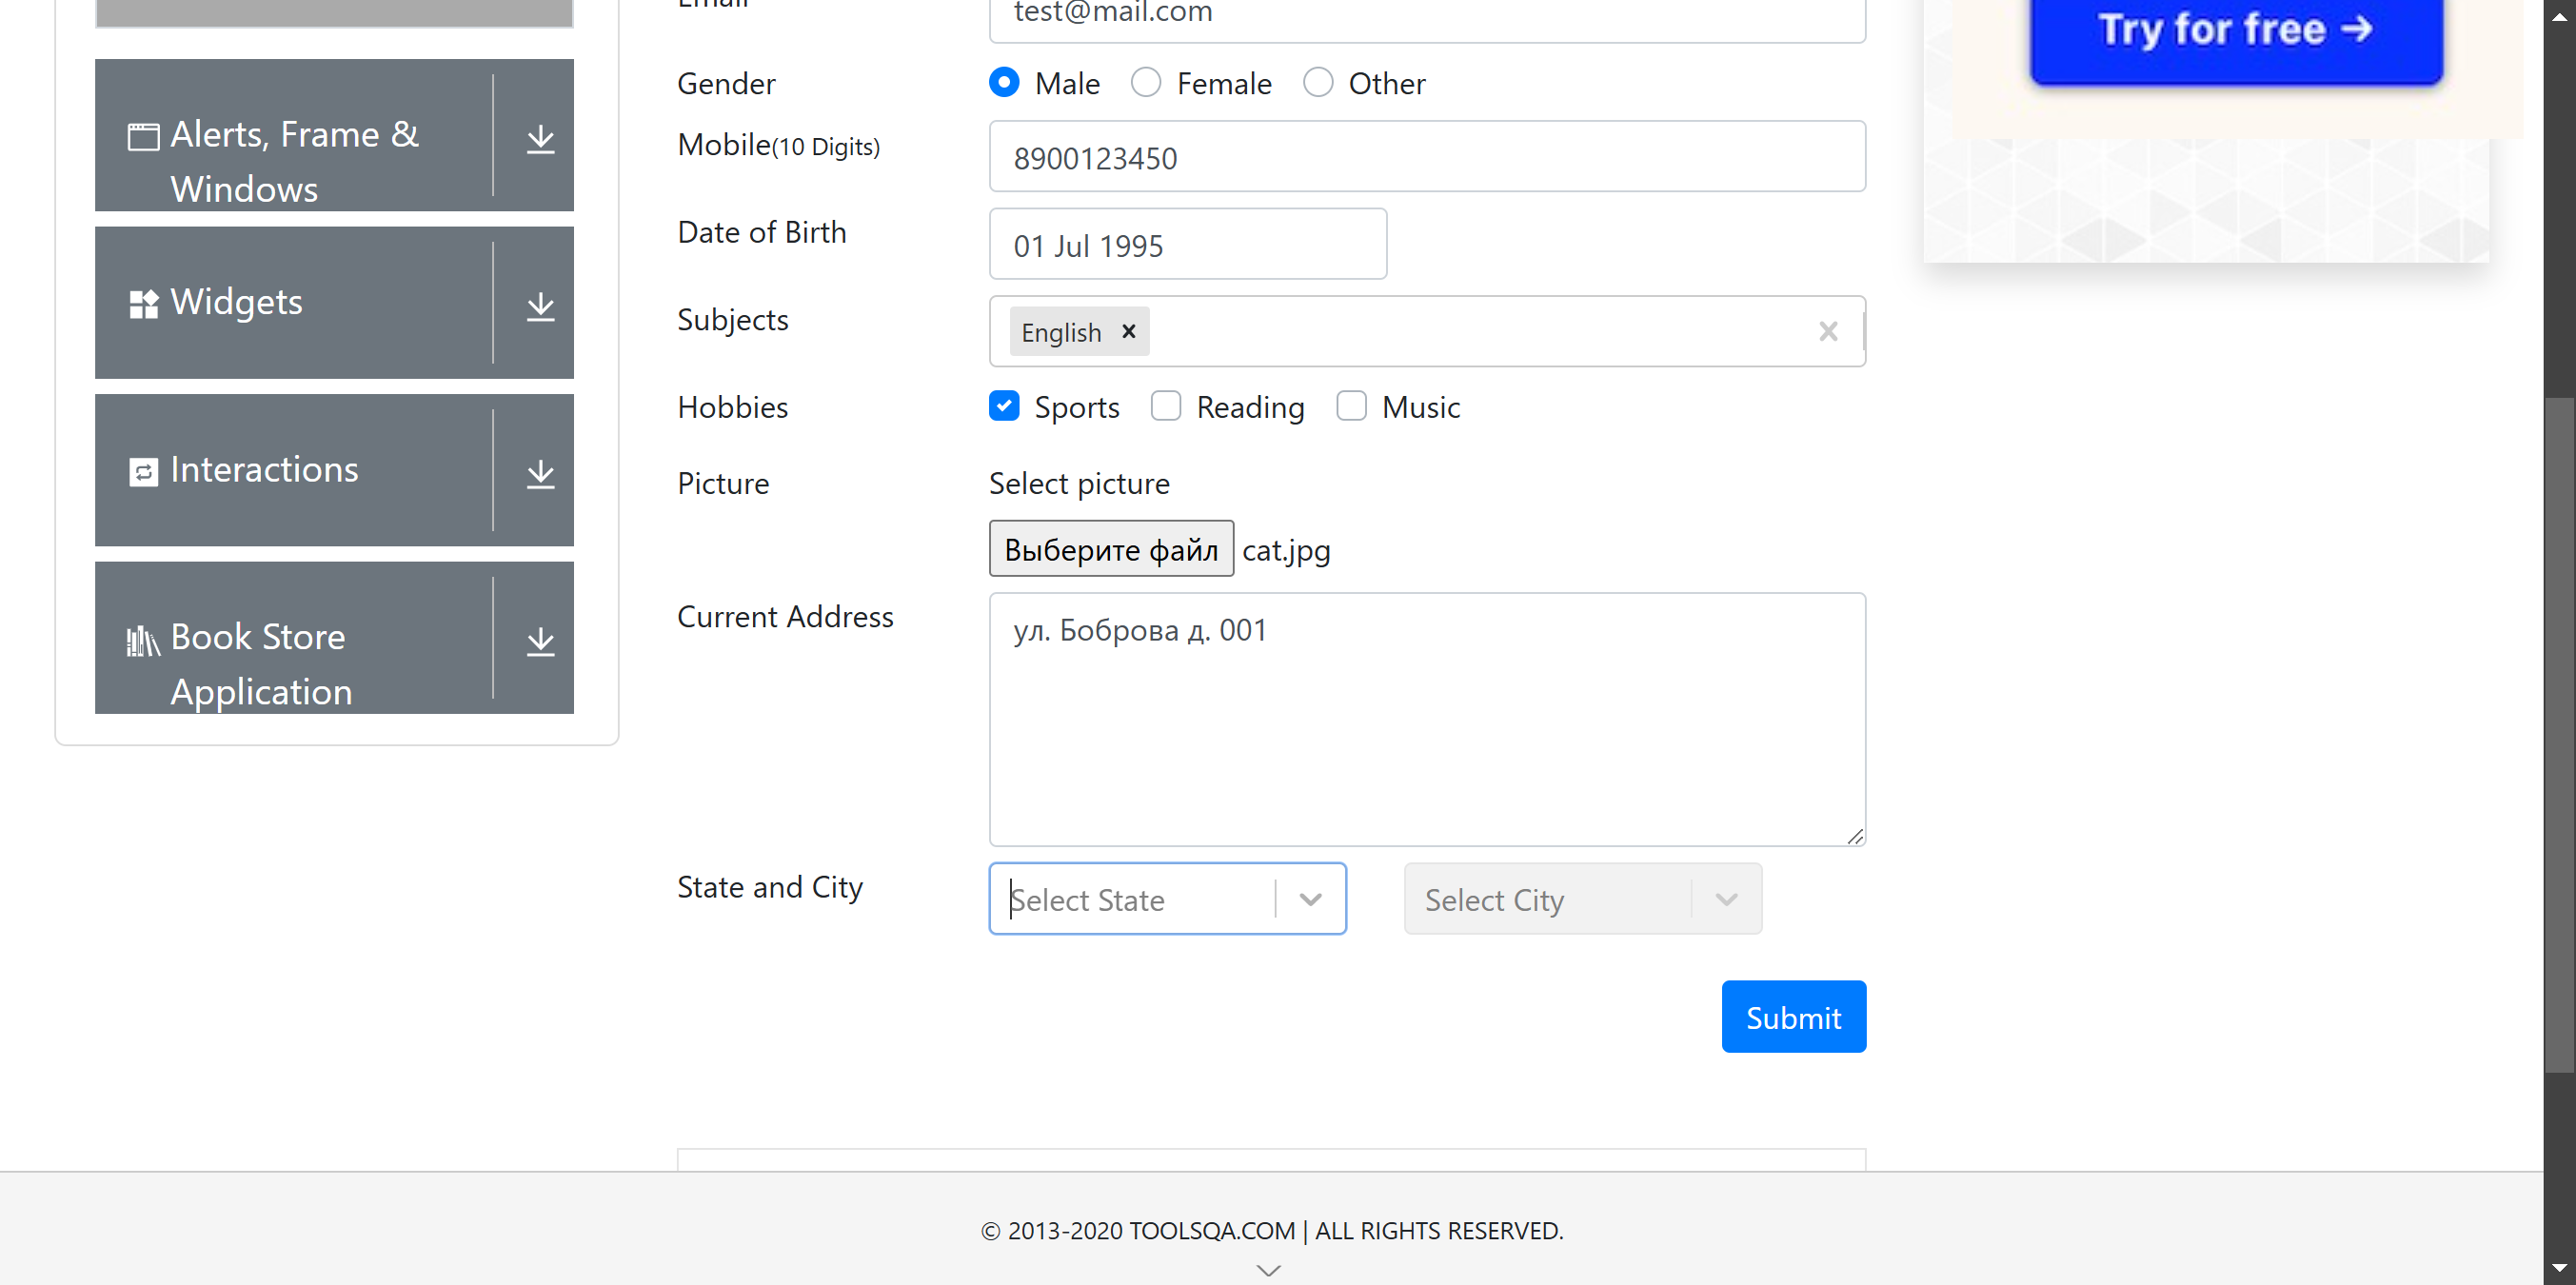 Email
test@mail.com
Try for free →
Gender
Male
Female
Other
Alerts, Frame &
Windows
Mobile(10 Digits)
8900123450
Date of Birth
01 Jul 1995
Widgets
Subjects
English
Hobbies
Sports
Reading
Music
Interactions
Picture
Select picture
Выберите файл cat.jpg
Current Address
ул. Боброва д. 001
Book Store
Application
State and City
Select State
Select City
Submit
© 2013-2020 TOOLSQA.COM | ALL RIGHTS RESERVED.